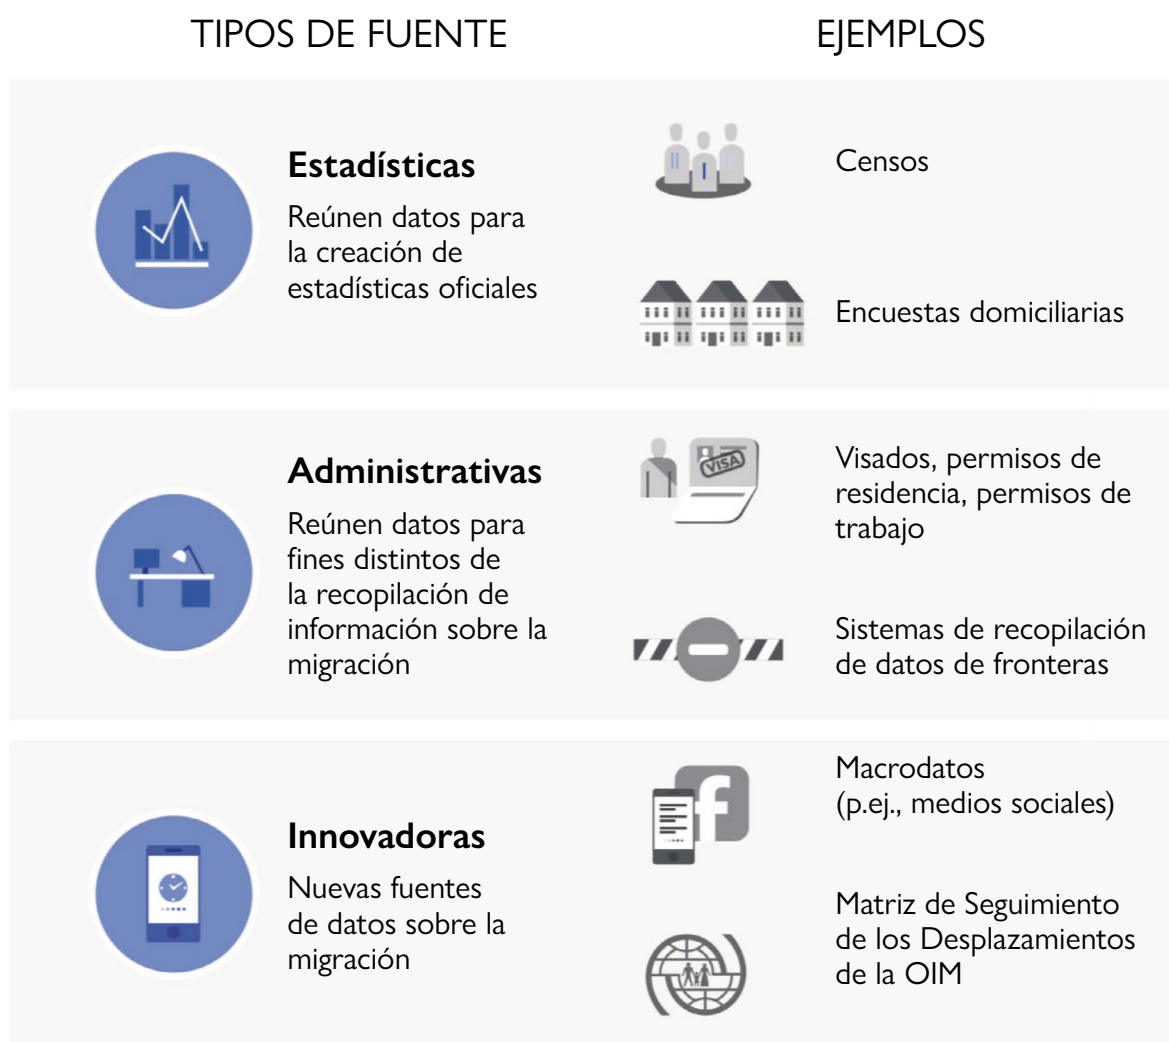 TIPOS DE FUENTE
EJEMPLOS
Estadísticas
Reúnen datos para
la creación de
estadísticas oficiales
Censos
Encuestas domiciliarias
Administrativas
Reúnen datos para
fines distintos de
la recopilación de
información sobre la
migración
VISA
Visados, permisos de
residencia, permisos de
trabajo
Sistemas de recopilación
de datos de fronteras
Innovadoras
Nuevas fuentes
de datos sobre la
migración
f
Macrodatos
(p.ej., medios sociales)
Matriz de Seguimiento
de los Desplazamientos
de la OIM